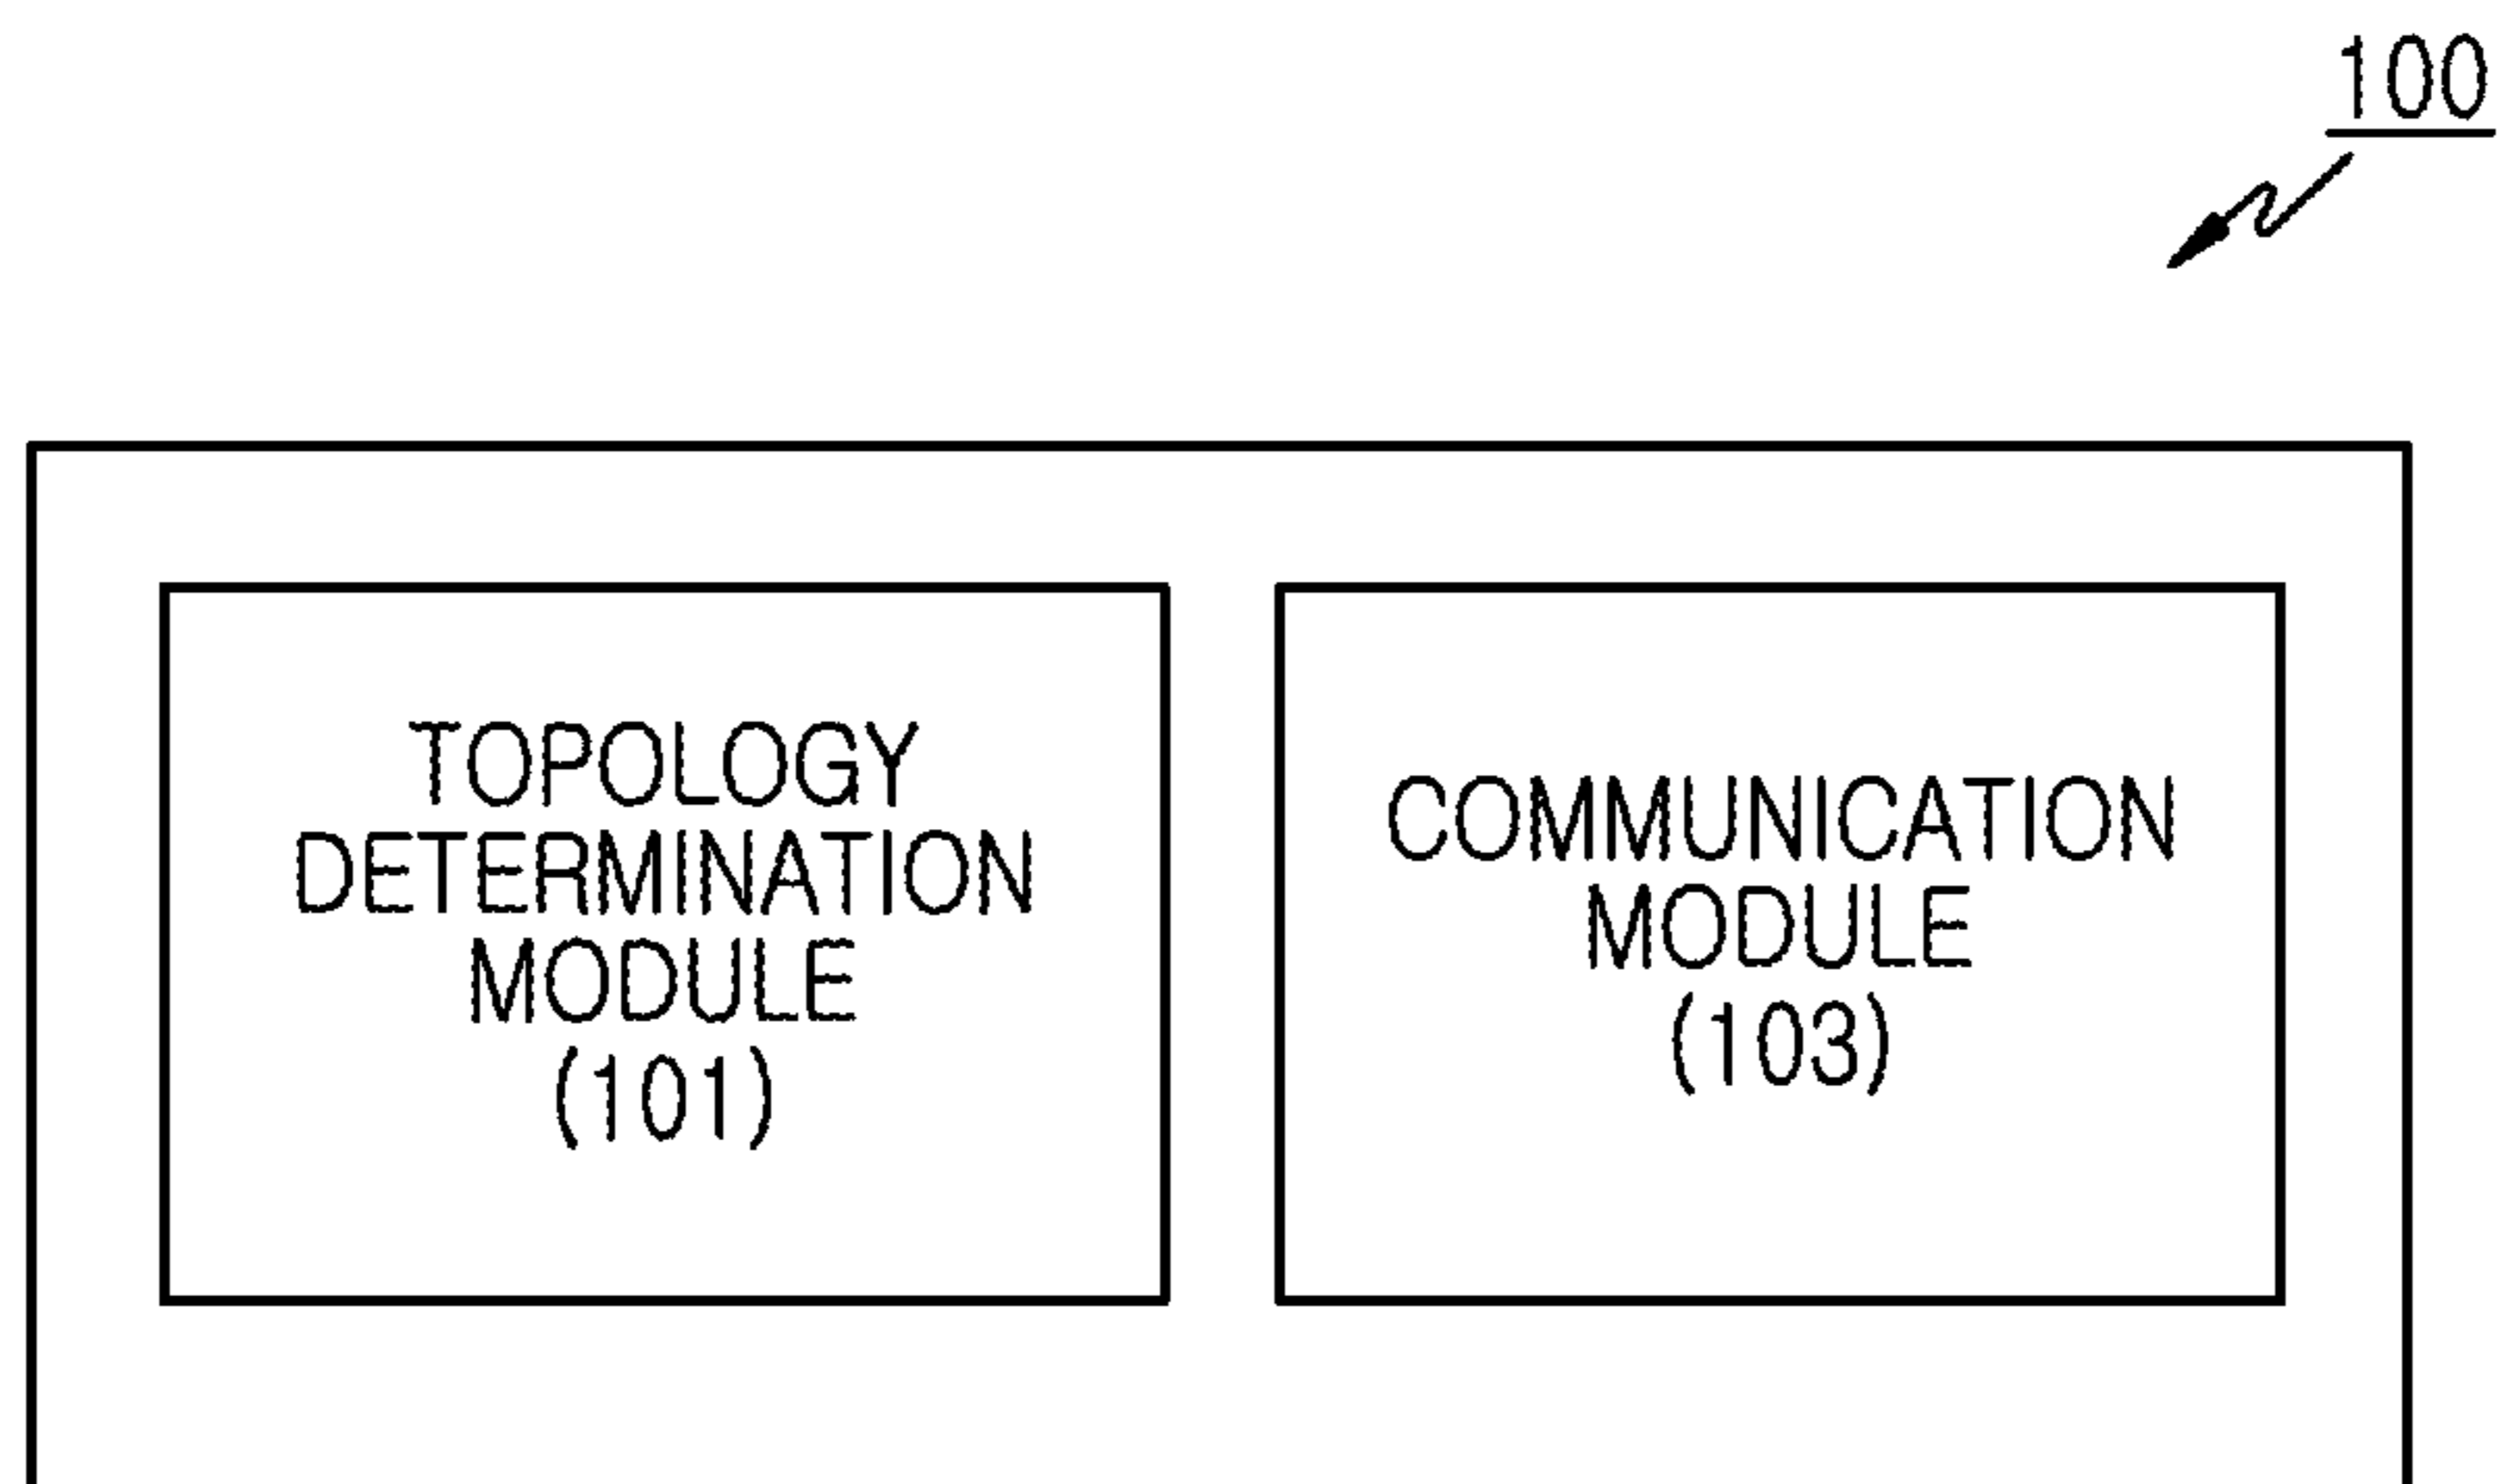 100
TOPOLOGY
DETERMINATION
MODULE
(101)
COMMUNICATION
MODULE
(103)